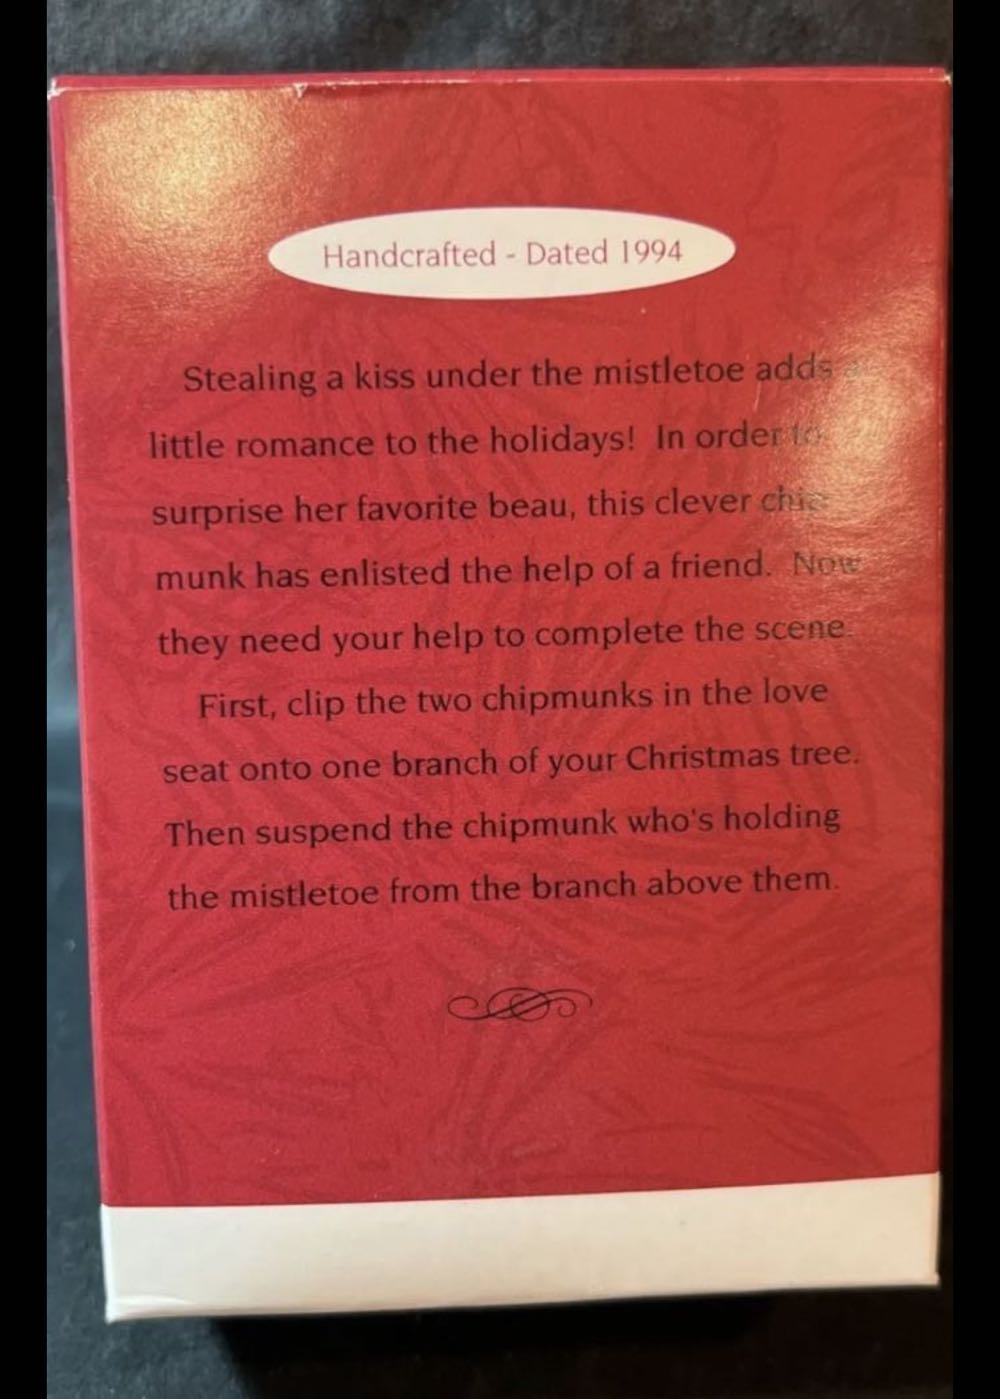 Handcrafted - Dated 1994
Stealing a kiss under the mistletoe adds a
little romance to the holidays! In order to
surprise her favorite beau, this clever chip-
munk has enlisted the help of a friend. Now
they need your help to complete the scene.
First, clip the two chipmunks in the love
seat onto one branch of your Christmas tree.
Then suspend the chipmunk who's holding
the mistletoe from the branch above them.